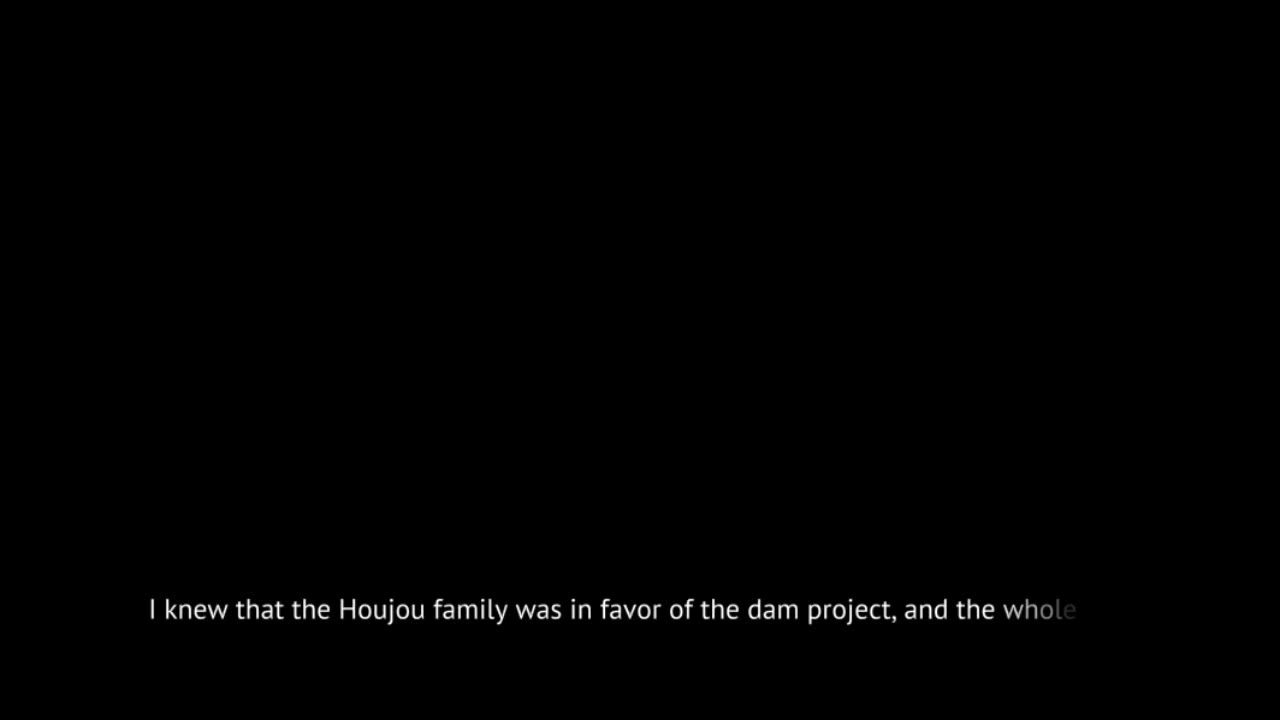 I knew that the Houjou family was in favor of the dam project, and the whole